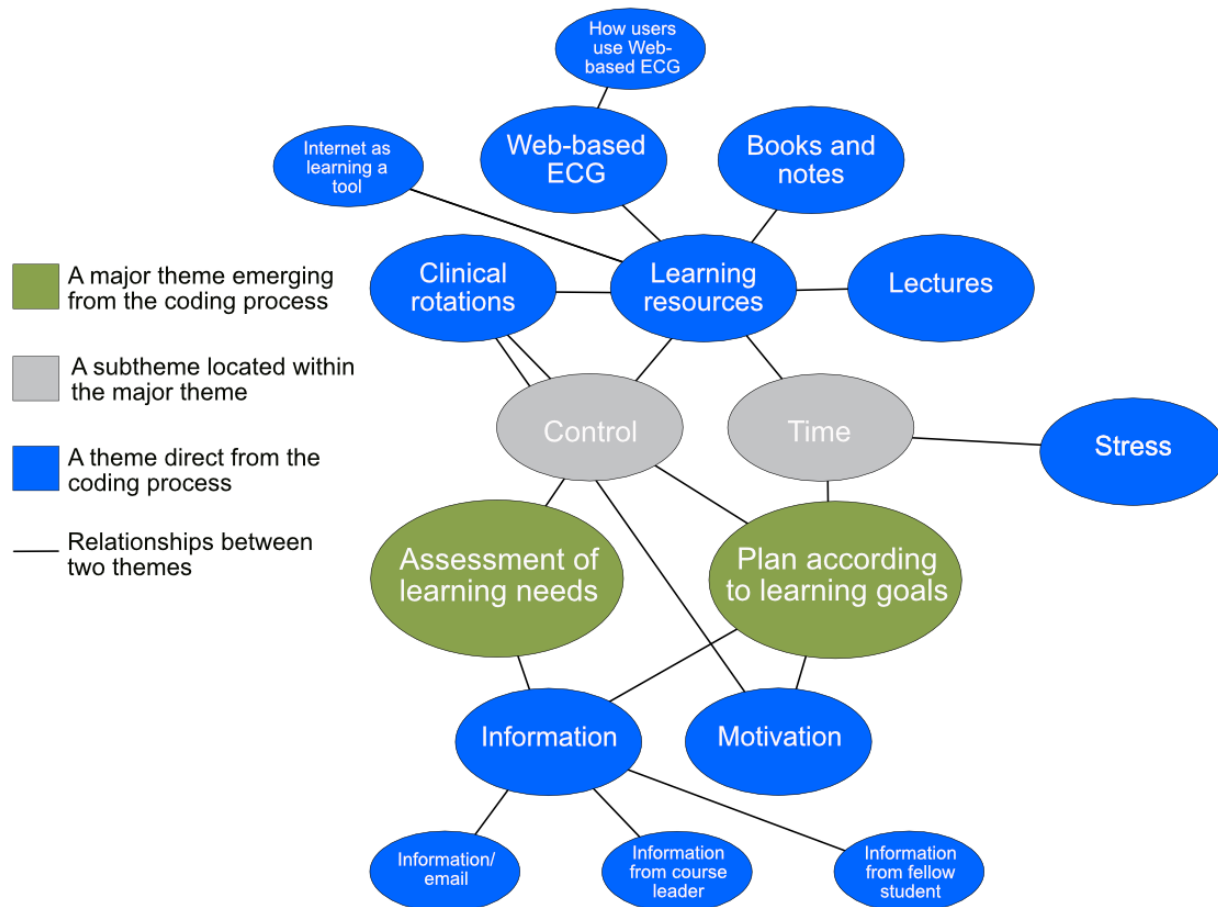 How users
use Web-
based ECG
Web-based
ECG
Books and
notes
Internet as
learning a
tool
Clinical
rotations
Learning
resources
Lectures
A major theme emerging
from the coding process
A subtheme located within
the major theme
A theme direct from the
coding process
Relationships between
two themes
Control
Time
Stress
Assessment of
learning needs
Plan according
to learning goals
Information
Motivation
Information/
email
Information
from course
leader
Information
from fellow
student